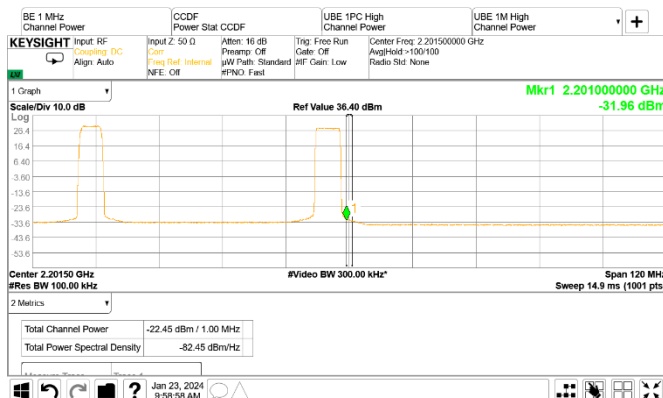 BE 1 MHz
Channel Power
CCDF
Power Stat CCDF
UBE 1PC High
Channel Power
UBE 1M High
Channel Power
KEYSIGHT
Input: RF
Coupling: DC
Align: Auto
Input Z: 50 Ω
Corr
Freq Ref: Internal
NFE: Off
Atten: 16 dB
Preamp: Off
µW Path: Standard
#PNO: Fast
Trig: Free Run
Gate: Off
#IF Gain: Low
Center Freq: 2.201500000 GHz
Avg|Hold:>100/100
Radio Std: None
1 Graph
Mkr1 2.201000000 GHz
-31.96 dBm
Scale/Div 10.0 dB
Ref Value 36.40 dBm
Log
26.4
16.4
6.40
-3.60
-13.6
-23.6
-33.6
-43.6
-53.6
1
Center 2.20150 GHz
#Video BW 300.00 kHz*
Span 120 MHz
#Res BW 100.00 kHz
Sweep 14.9 ms (1001 pts)
2 Metrics
Total Channel Power
-22.45 dBm / 1.00 MHz
Total Power Spectral Density
-82.45 dBm/Hz
Jan 23, 2024
9:58:58 AM